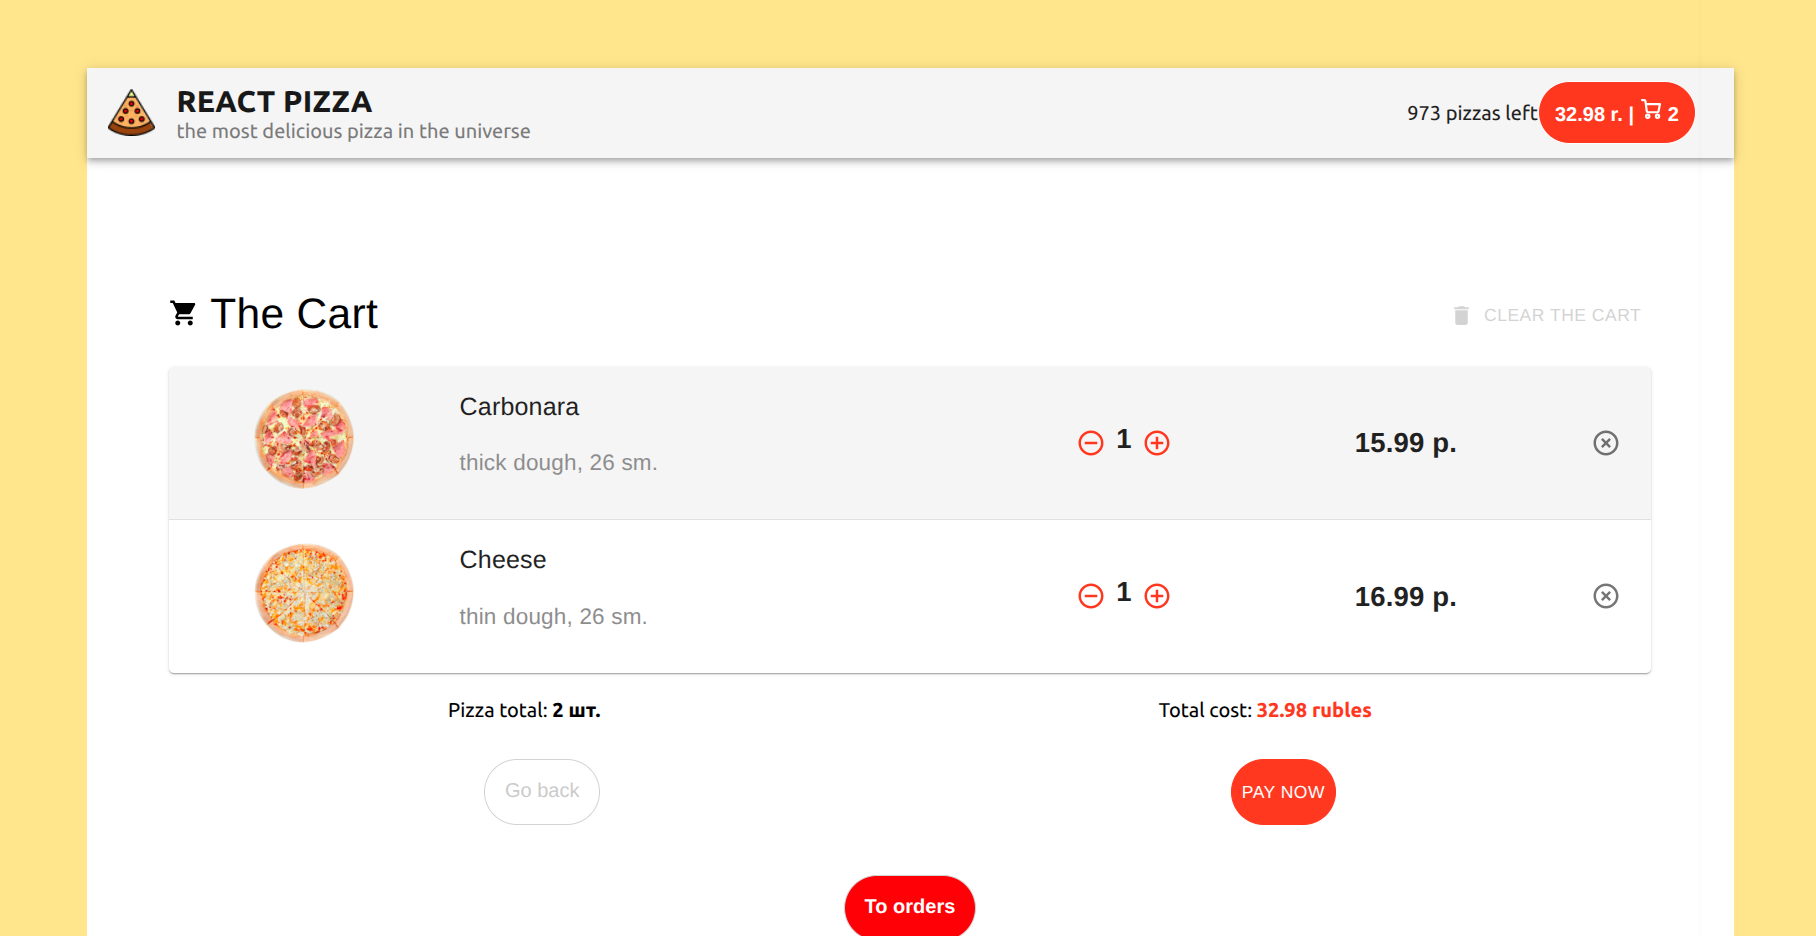 REACT PIZZA
the most delicious pizza in the universe
973 pizzas left
32.98 r. | 2
The Cart
CLEAR THE CART
Carbonara
thick dough, 26 sm.
1
15.99 р.
Cheese
thin dough, 26 sm.
1
16.99 р.
Pizza total: 2 шт.
Total cost: 32.98 rubles
Go back
PAY NOW
To orders